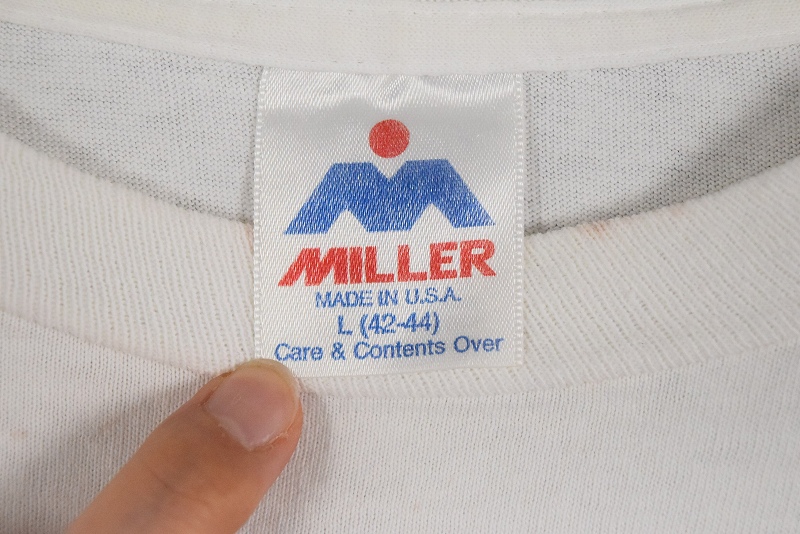 MILLER
MADE IN U.S.A.
L (42-44)
Care & Contents Over